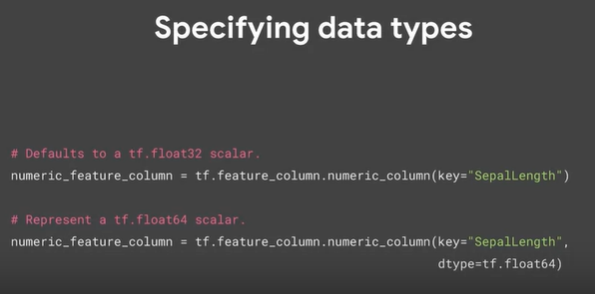 Specifying data types
# Defaults to a tf.float32 scalar.
numeric_feature_column = tf.feature_column.numeric_column(key="SepalLength")
# Represent a tf.float64 scalar.
numeric_feature_column = tf.feature_column.numeric_column(key="SepalLength",
dtype=tf.float64)